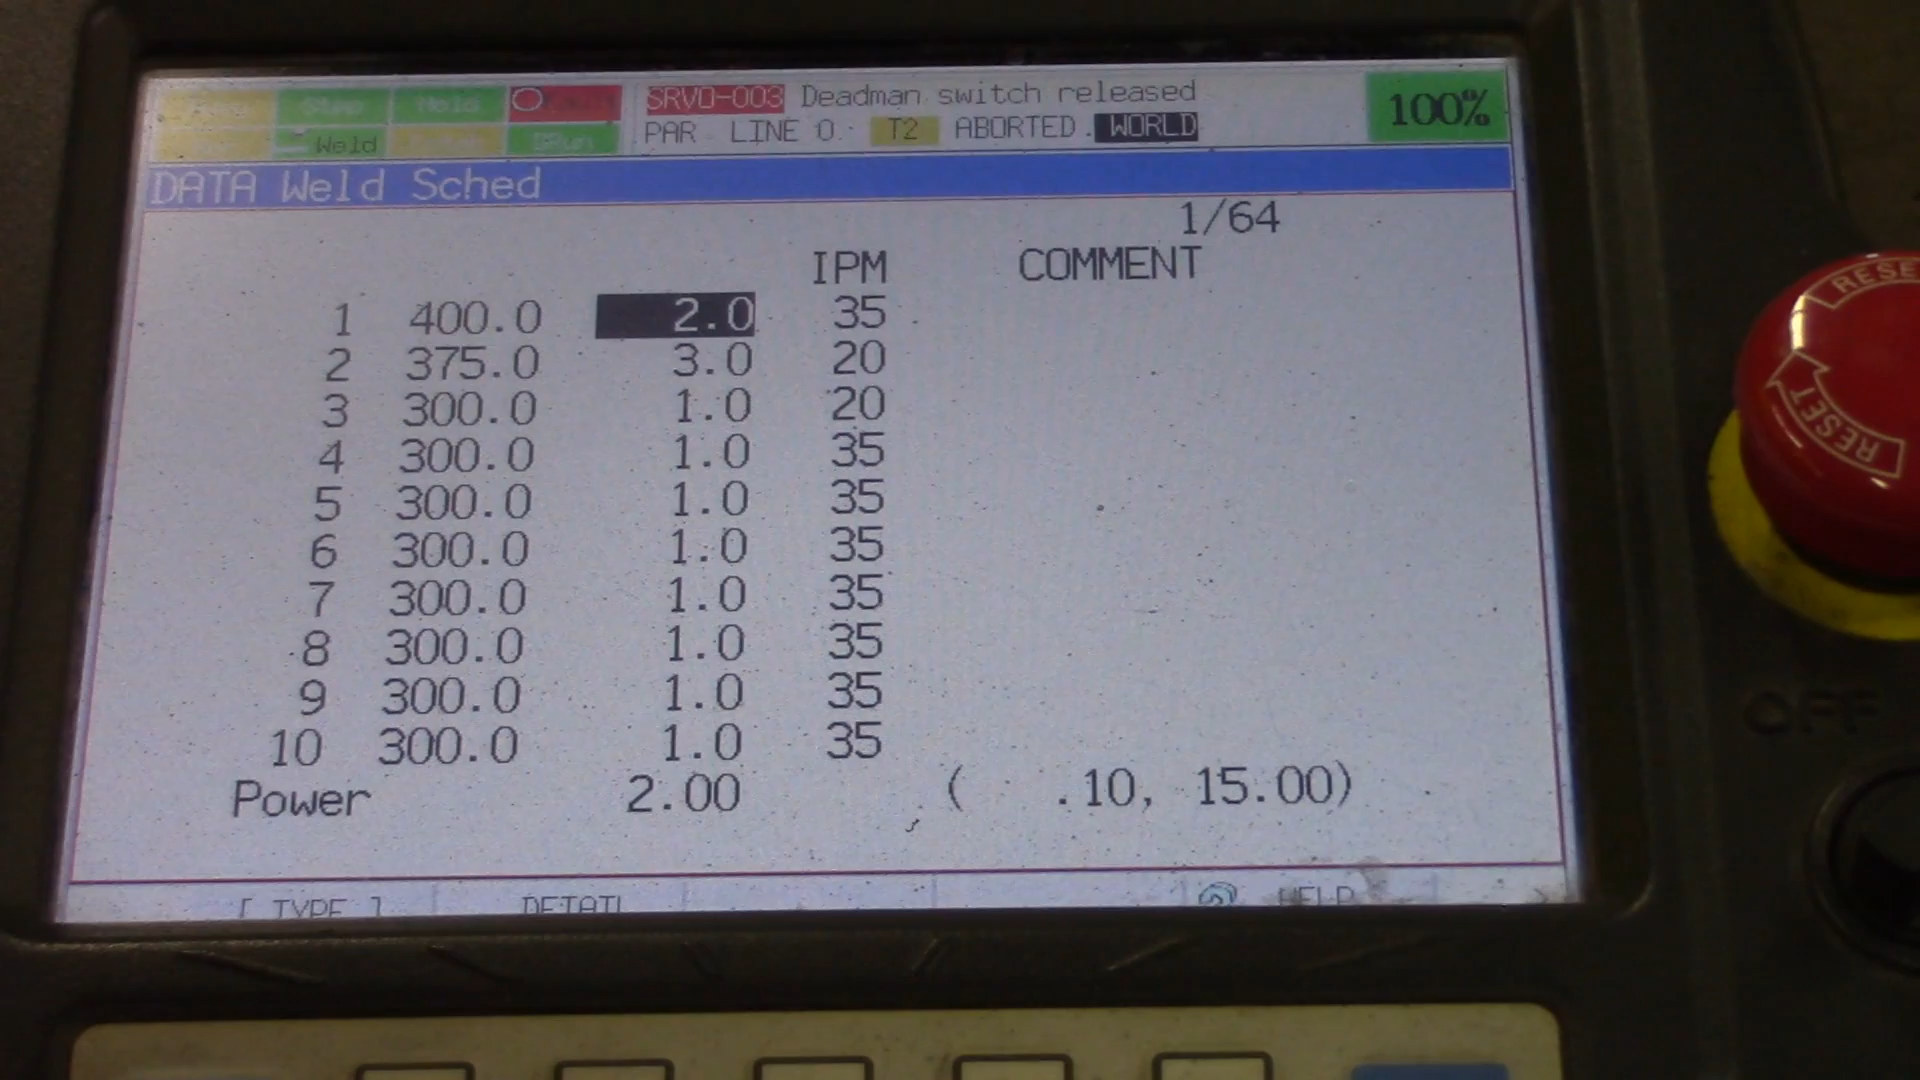 SRVO-003 Deadman switch released
Weld
PAR LINE 0 T2 ABORTED WORLD
100%
DATA Weld Sched
1/64
IPM COMMENT
1 400.0 2.0 35
2 375.0 3.0 20
3 300.0 1.0 20
4 300.0 1.0 35
5 300.0 1.0 35
6 300.0 1.0 35
7 300.0 1.0 35
8 300.0 1.0 35
9 300.0 1.0 35
10 300.0 1.0 35
Power 2.00 ( .10, 15.00)
[ TYPE ] DETAIL HELP
RESET
OFF